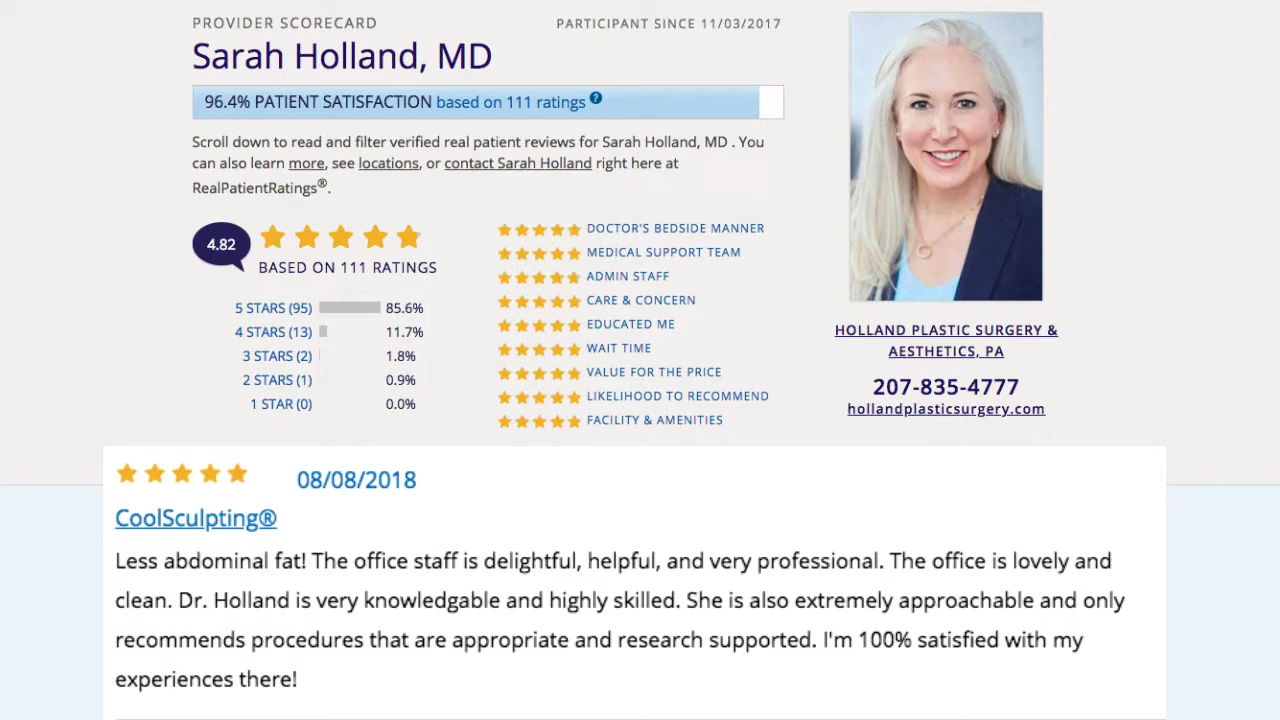 PROVIDER SCORECARD
PARTICIPANT SINCE 11/03/2017
Sarah Holland, MD
96.4% PATIENT SATISFACTION based on 111 ratings ?
Scroll down to read and filter verified real patient reviews for Sarah Holland, MD . You
can also learn more, see locations, or contact Sarah Holland right here at
RealPatientRatings®.
4.82
BASED ON 111 RATINGS
5 STARS (95) 85.6%
4 STARS (13) 11.7%
3 STARS (2) 1.8%
2 STARS (1) 0.9%
1 STAR (0) 0.0%
DOCTOR'S BEDSIDE MANNER
MEDICAL SUPPORT TEAM
ADMIN STAFF
CARE & CONCERN
EDUCATED ME
WAIT TIME
VALUE FOR THE PRICE
LIKELIHOOD TO RECOMMEND
FACILITY & AMENITIES
HOLLAND PLASTIC SURGERY &
AESTHETICS, PA
207-835-4777
hollandplasticsurgery.com
08/08/2018
CoolSculpting®
Less abdominal fat! The office staff is delightful, helpful, and very professional. The office is lovely and
clean. Dr. Holland is very knowledgable and highly skilled. She is also extremely approachable and only
recommends procedures that are appropriate and research supported. I'm 100% satisfied with my
experiences there!